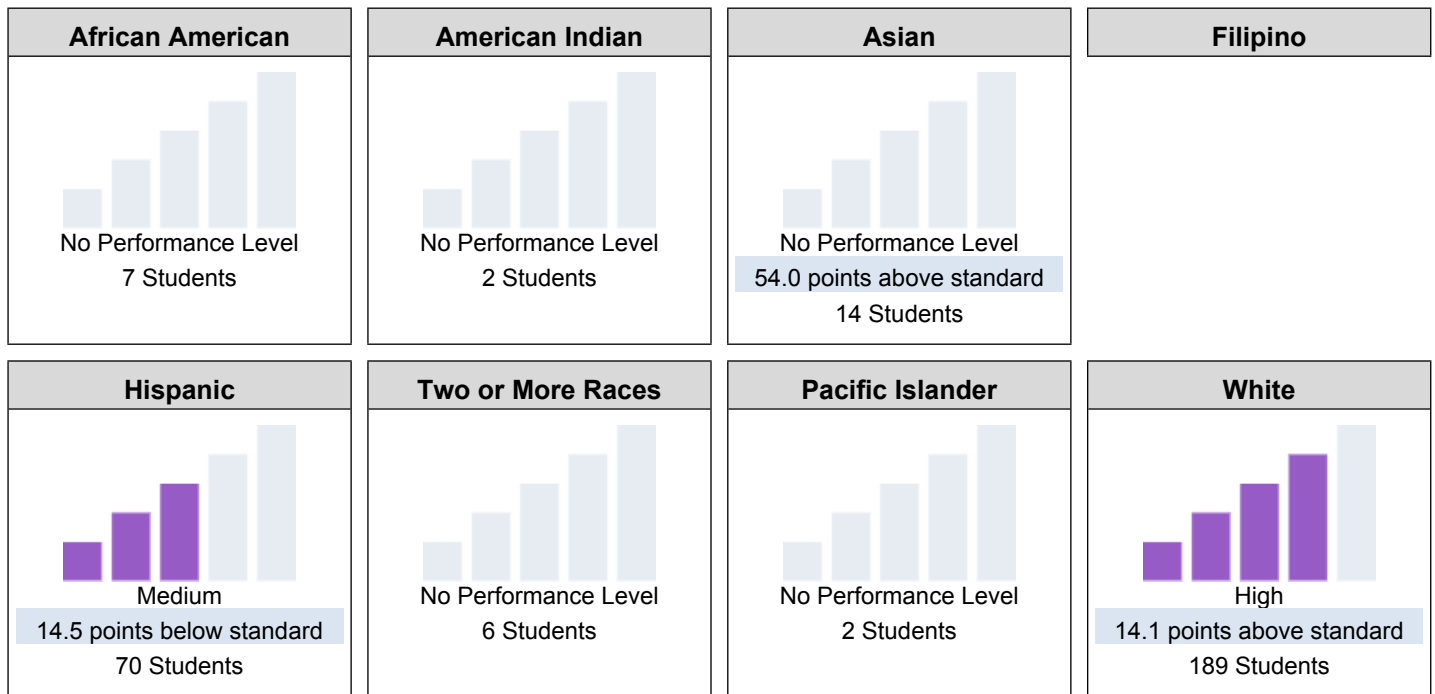 African American
No Performance Level
7 Students
American Indian
No Performance Level
2 Students
Asian
No Performance Level
54.0 points above standard
14 Students
Filipino
Hispanic
Medium
14.5 points below standard
70 Students
Two or More Races
No Performance Level
6 Students
Pacific Islander
No Performance Level
2 Students
White
High
14.1 points above standard
189 Students